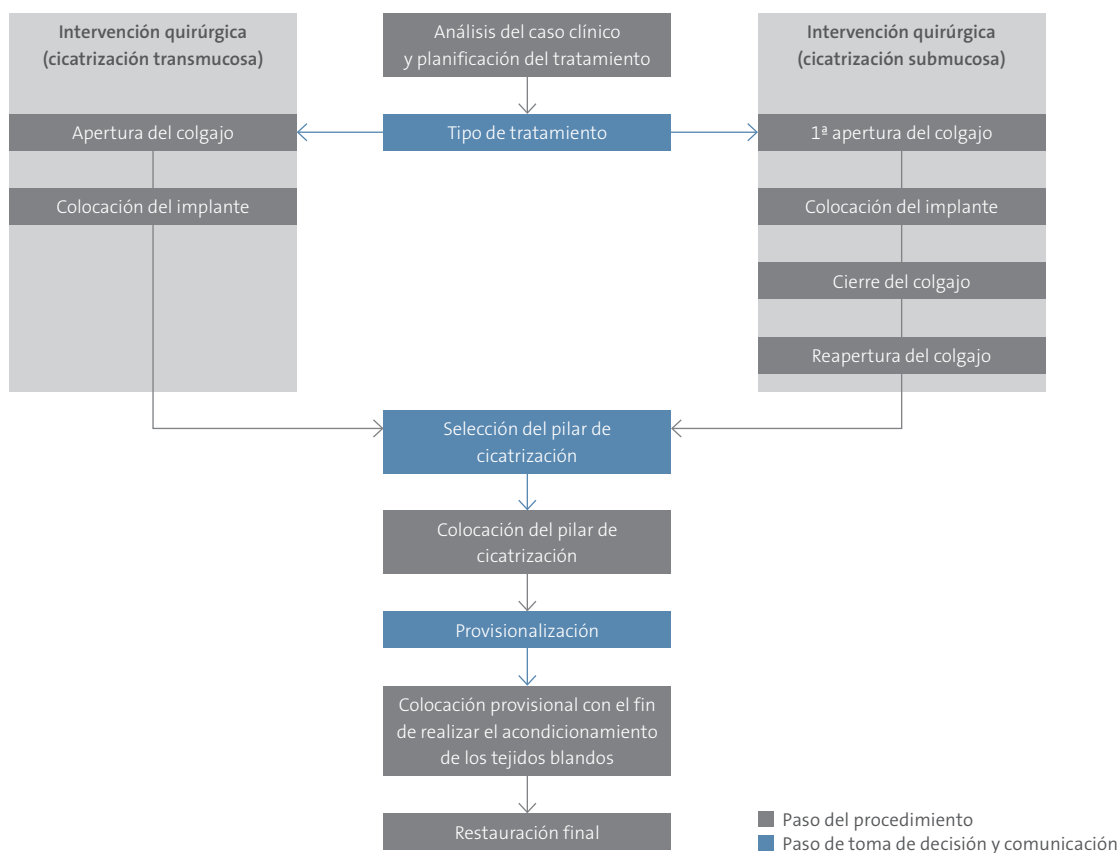 Intervención quirúrgica
(cicatrización transmucosa)
Apertura del colgajo
Colocación del implante
Análisis del caso clínico
y planificación del tratamiento
Tipo de tratamiento
Intervención quirúrgica
(cicatrización submucosa)
1ª apertura del colgajo
Colocación del implante
Cierre del colgajo
Reapertura del colgajo
Selección del pilar de
cicatrización
Colocación del pilar de
cicatrización
Provisionalización
Colocación provisional con el fin
de realizar el acondicionamiento
de los tejidos blandos
Restauración final
Paso del procedimiento
Paso de toma de decisión y comunicación